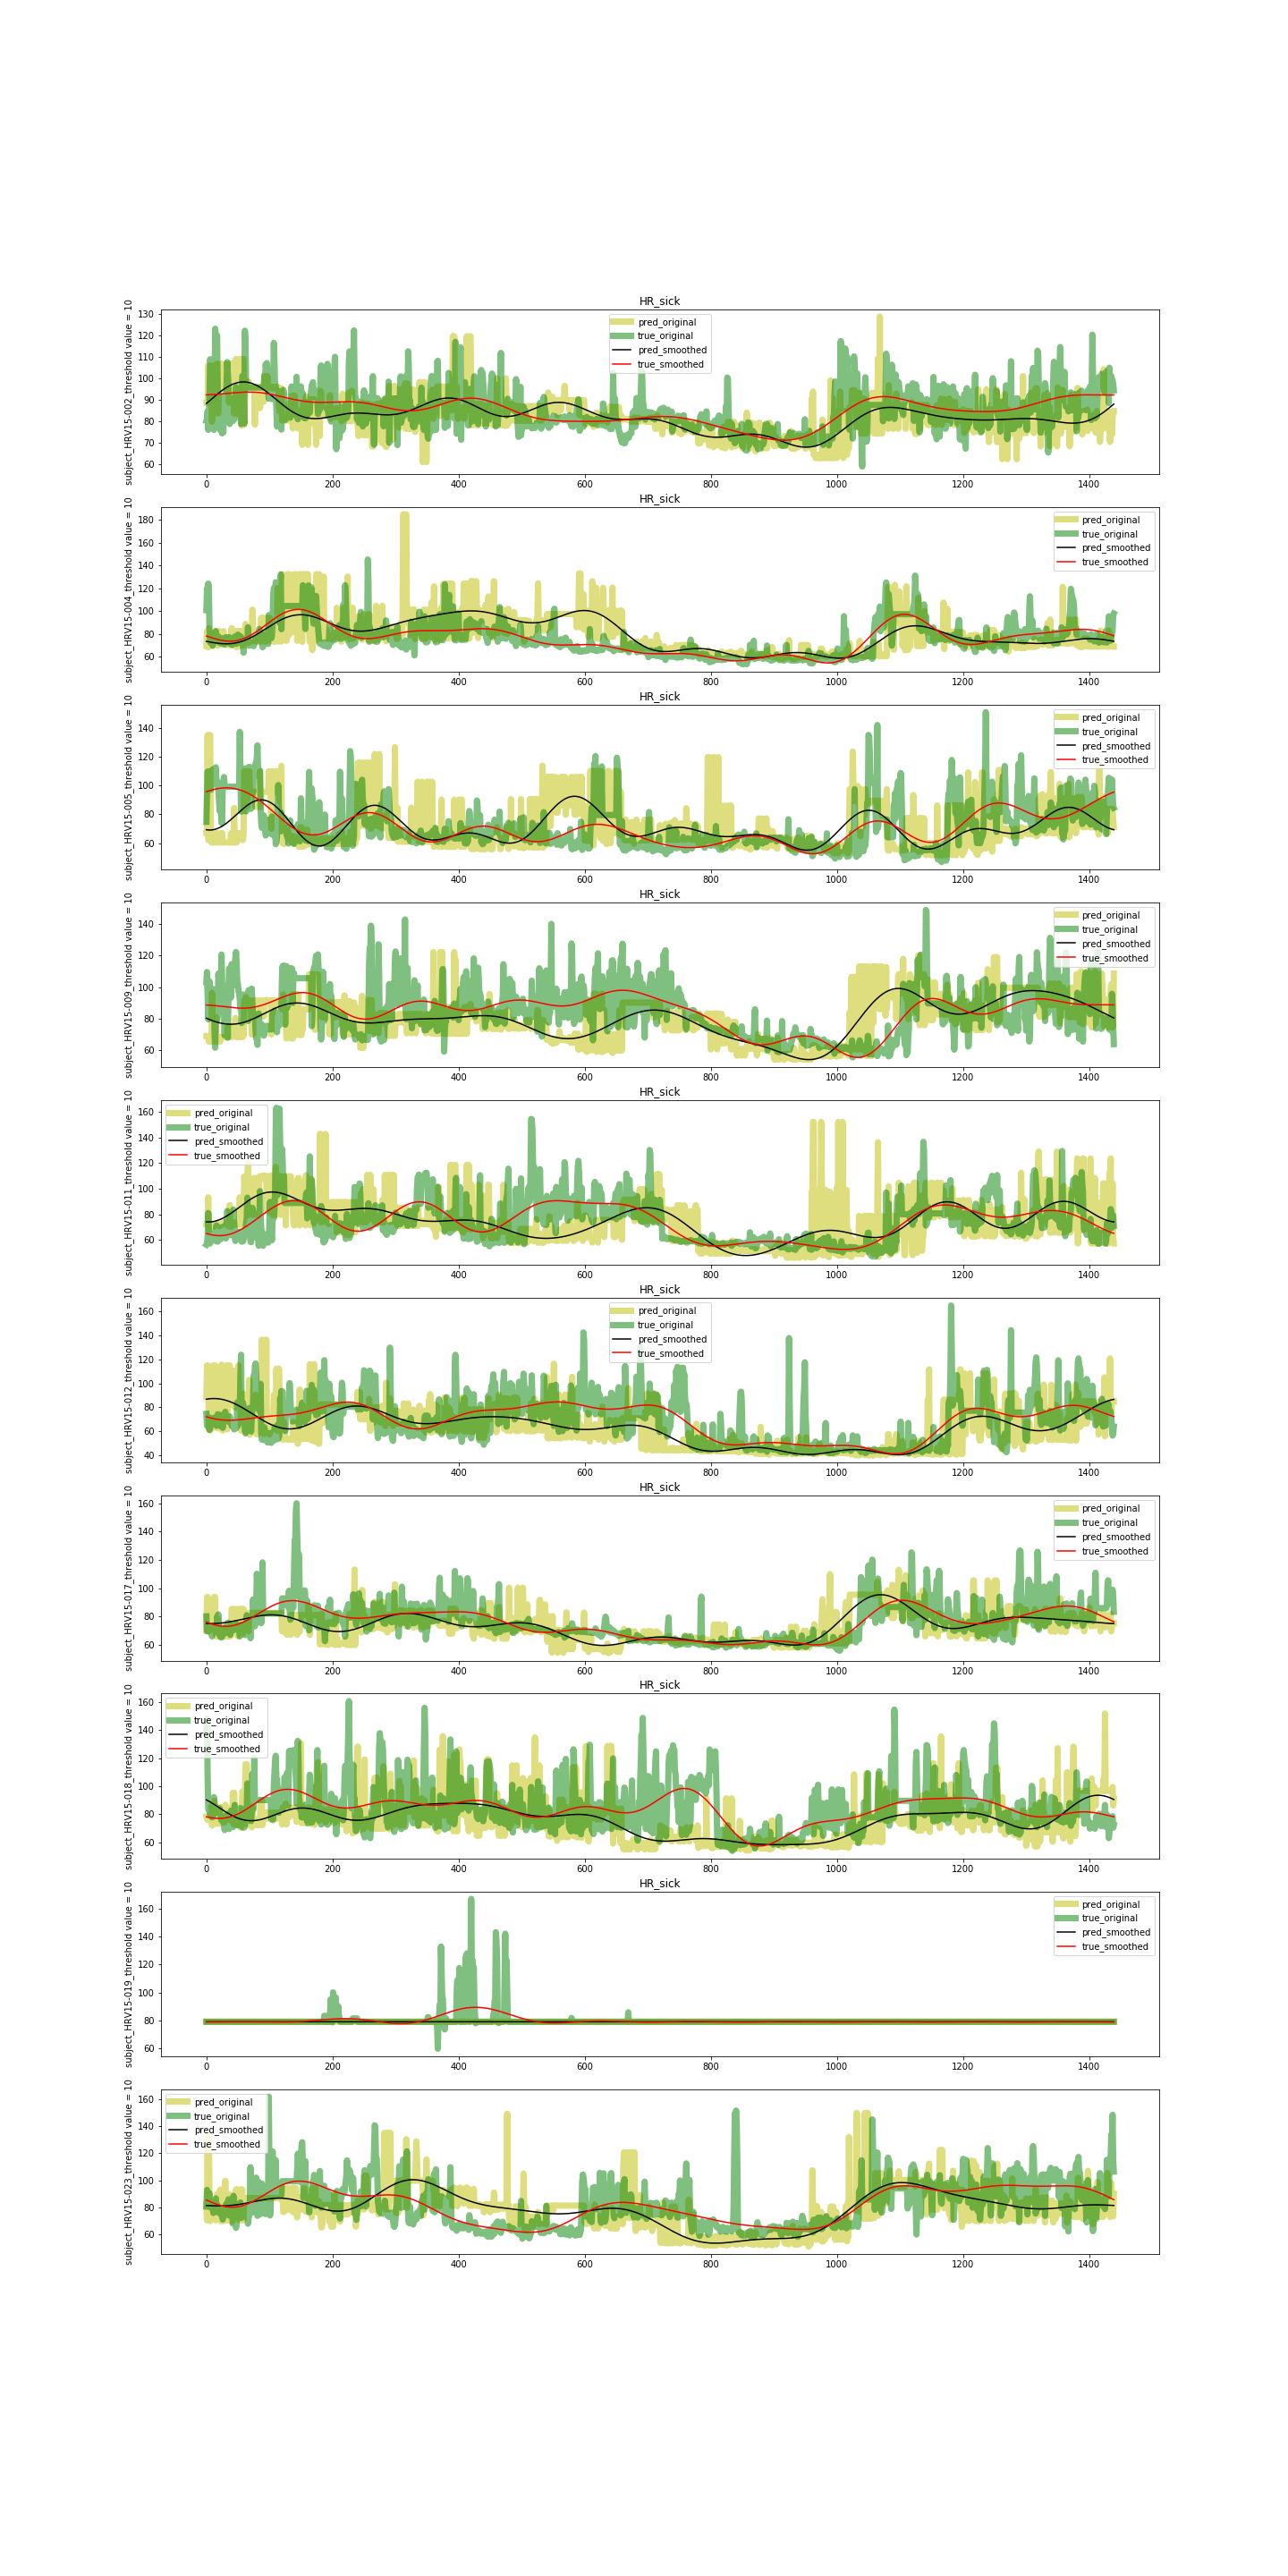 HR_sick
subject_HRV15-002_threshold value = 10
130
120
110
100
90
80
70
60
pred_original
true_original
pred_smoothed
true_smoothed
0 200 400 600 800 1000 1200 1400
HR_sick
subject_HRV15-004_threshold value = 10
180
160
140
120
100
80
60
pred_original
true_original
pred_smoothed
true_smoothed
0 200 400 600 800 1000 1200 1400
HR_sick
subject_HRV15-005_threshold value = 10
140
120
100
80
60
pred_original
true_original
pred_smoothed
true_smoothed
0 200 400 600 800 1000 1200 1400
HR_sick
subject_HRV15-009_threshold value = 10
140
120
100
80
60
pred_original
true_original
pred_smoothed
true_smoothed
0 200 400 600 800 1000 1200 1400
HR_sick
subject_HRV15-011_threshold value = 10
160
140
120
100
80
60
pred_original
true_original
pred_smoothed
true_smoothed
0 200 400 600 800 1000 1200 1400
HR_sick
subject_HRV15-012_threshold value = 10
160
140
120
100
80
60
40
pred_original
true_original
pred_smoothed
true_smoothed
0 200 400 600 800 1000 1200 1400
HR_sick
subject_HRV15-017_threshold value = 10
160
140
120
100
80
60
pred_original
true_original
pred_smoothed
true_smoothed
0 200 400 600 800 1000 1200 1400
HR_sick
subject_HRV15-018_threshold value = 10
160
140
120
100
80
60
pred_original
true_original
pred_smoothed
true_smoothed
0 200 400 600 800 1000 1200 1400
HR_sick
subject_HRV15-019_threshold value = 10
160
140
120
100
80
60
pred_original
true_original
pred_smoothed
true_smoothed
0 200 400 600 800 1000 1200 1400
subject_HRV15-023_threshold value = 10
160
140
120
100
80
60
pred_original
true_original
pred_smoothed
true_smoothed
0 200 400 600 800 1000 1200 1400